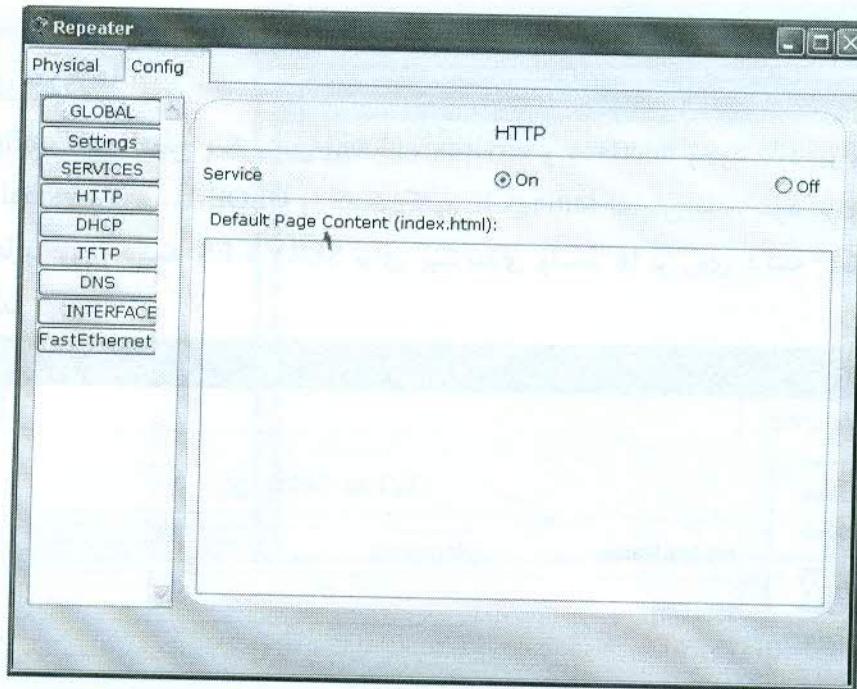 Repeater
Physical Config
GLOBAL
Settings
SERVICES
HTTP
DHCP
TFTP
DNS
INTERFACE
FastEthernet
HTTP
Service On Off
Default Page Content (index.html):